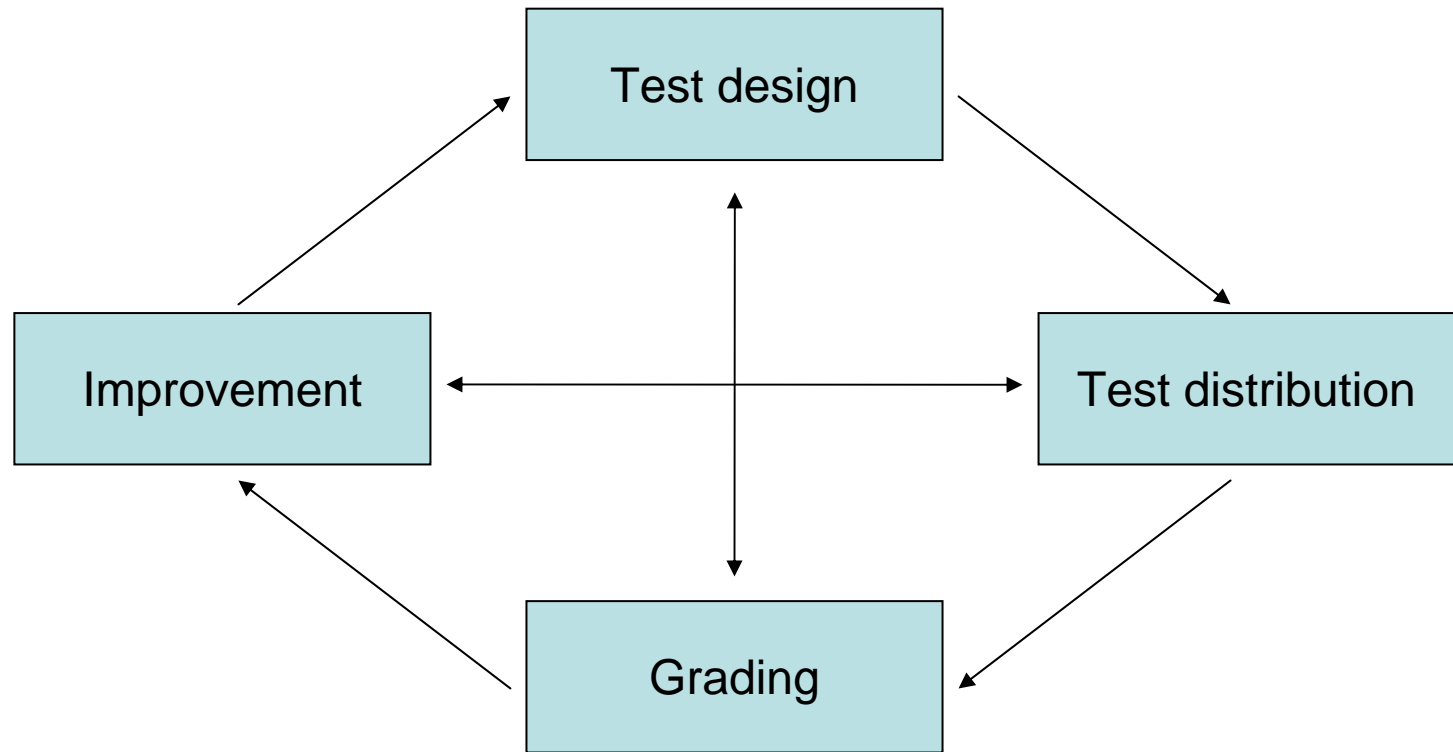 Test design
Improvement
Test distribution
Grading